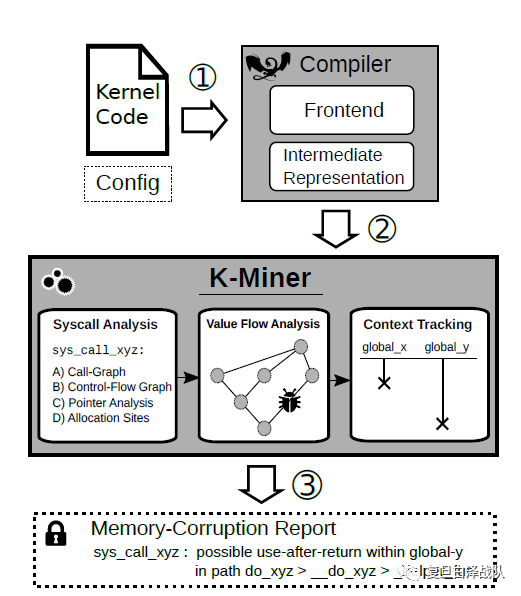 Kernel
Code
Config
①
Compiler
Frontend
Intermediate
Representation
②
K-Miner
Syscall Analysis
sys_call_xyz:
A) Call-Graph
B) Control-Flow Graph
C) Pointer Analysis
D) Allocation Sites
Value Flow Analysis
Context Tracking
global_x global_y
③
Memory-Corruption Report
sys_call_xyz : possible use-after-return within global-y
in path do_xyz > __do_xyz >
复旦白泽战队